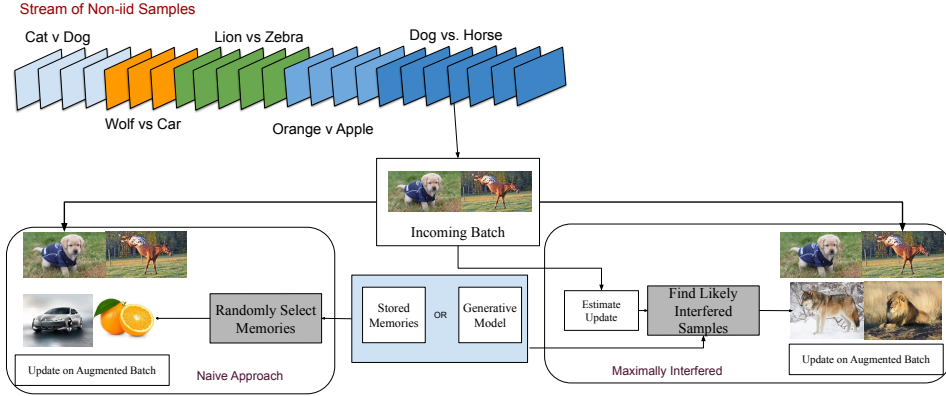 Stream of Non-iid Samples
Cat v Dog
Lion vs Zebra
Dog vs. Horse
Wolf vs Car
Orange v Apple
Incoming Batch
Randomly Select
Memories
Stored
Memories
OR
Generative
Model
Estimate
Update
Find Likely
Interfered
Samples
Update on Augmented Batch
Naive Approach
Maximally Interfered
Update on Augmented Batch